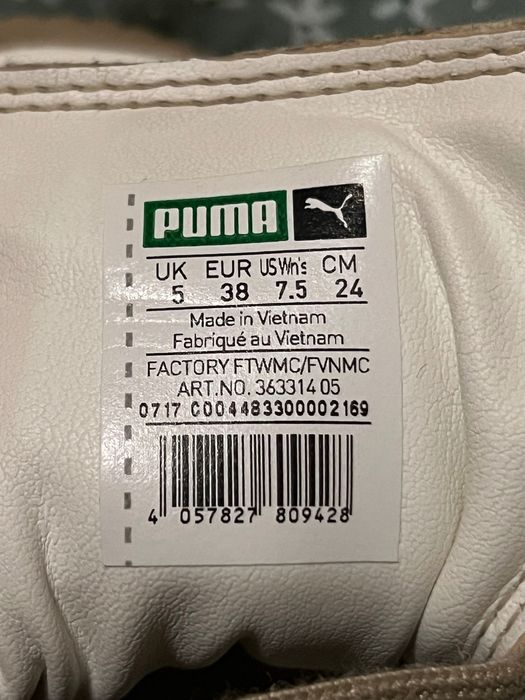 PUMA
UK EUR US Wn's CM
5 38 7.5 24
Made in Vietnam
Fabriqué au Vietnam
FACTORY FTWMC/FVNMC
ART.NO. 363314 05
0717 C004483300002169
4 057827 809428